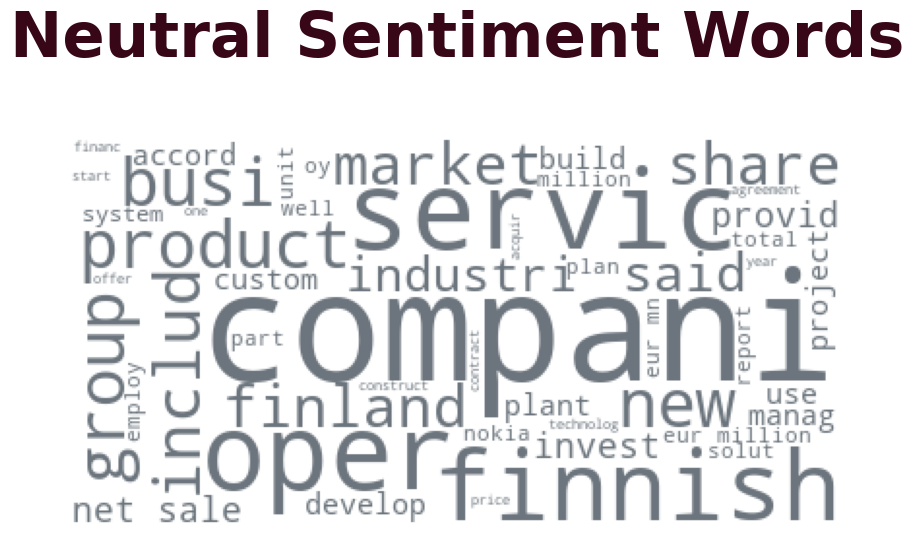 Neutral Sentiment Words
financ
accord
unit
oy
market
build
share
start
busi
million
agreement
servic
system
one
well
acquir
provid
product
total
project
offer
custom
industri
plan
said
year
group
includ
compani
part
contract
eur mn
report
employ
construct
finland
plant
new
use
manag
technolog
nokia
invest
eur million
solut
oper
finnish
net sale
develop
price